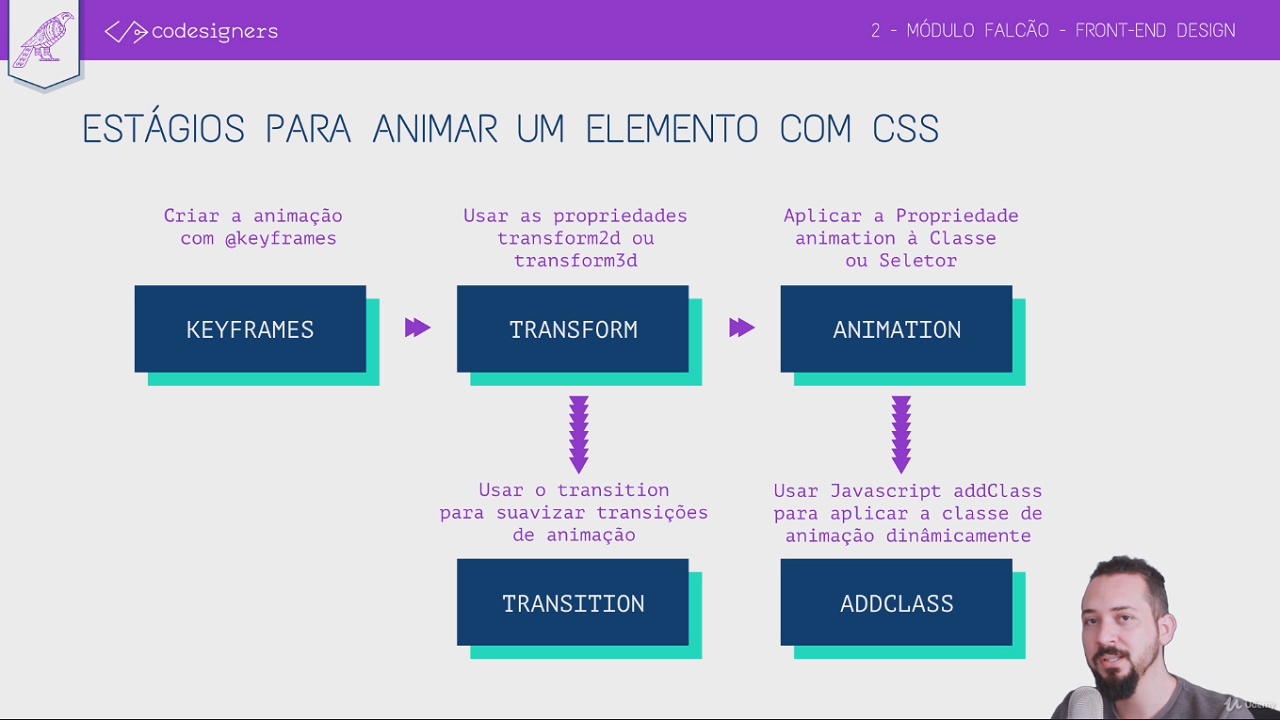 codesigners
2 - MÓDULO FALCÃO - FRONT-END DESIGN
ESTÁGIOS PARA ANIMAR UM ELEMENTO COM CSS
Criar a animação
com @keyframes
KEYFRAMES
Usar as propriedades
transform2d ou
transform3d
TRANSFORM
Aplicar a Propriedade
animation à Classe
ou Seletor
ANIMATION
Usar o transition
para suavizar transições
de animação
TRANSITION
Usar Javascript addClass
para aplicar a classe de
animação dinâmicamente
ADDCLASS
Udemy